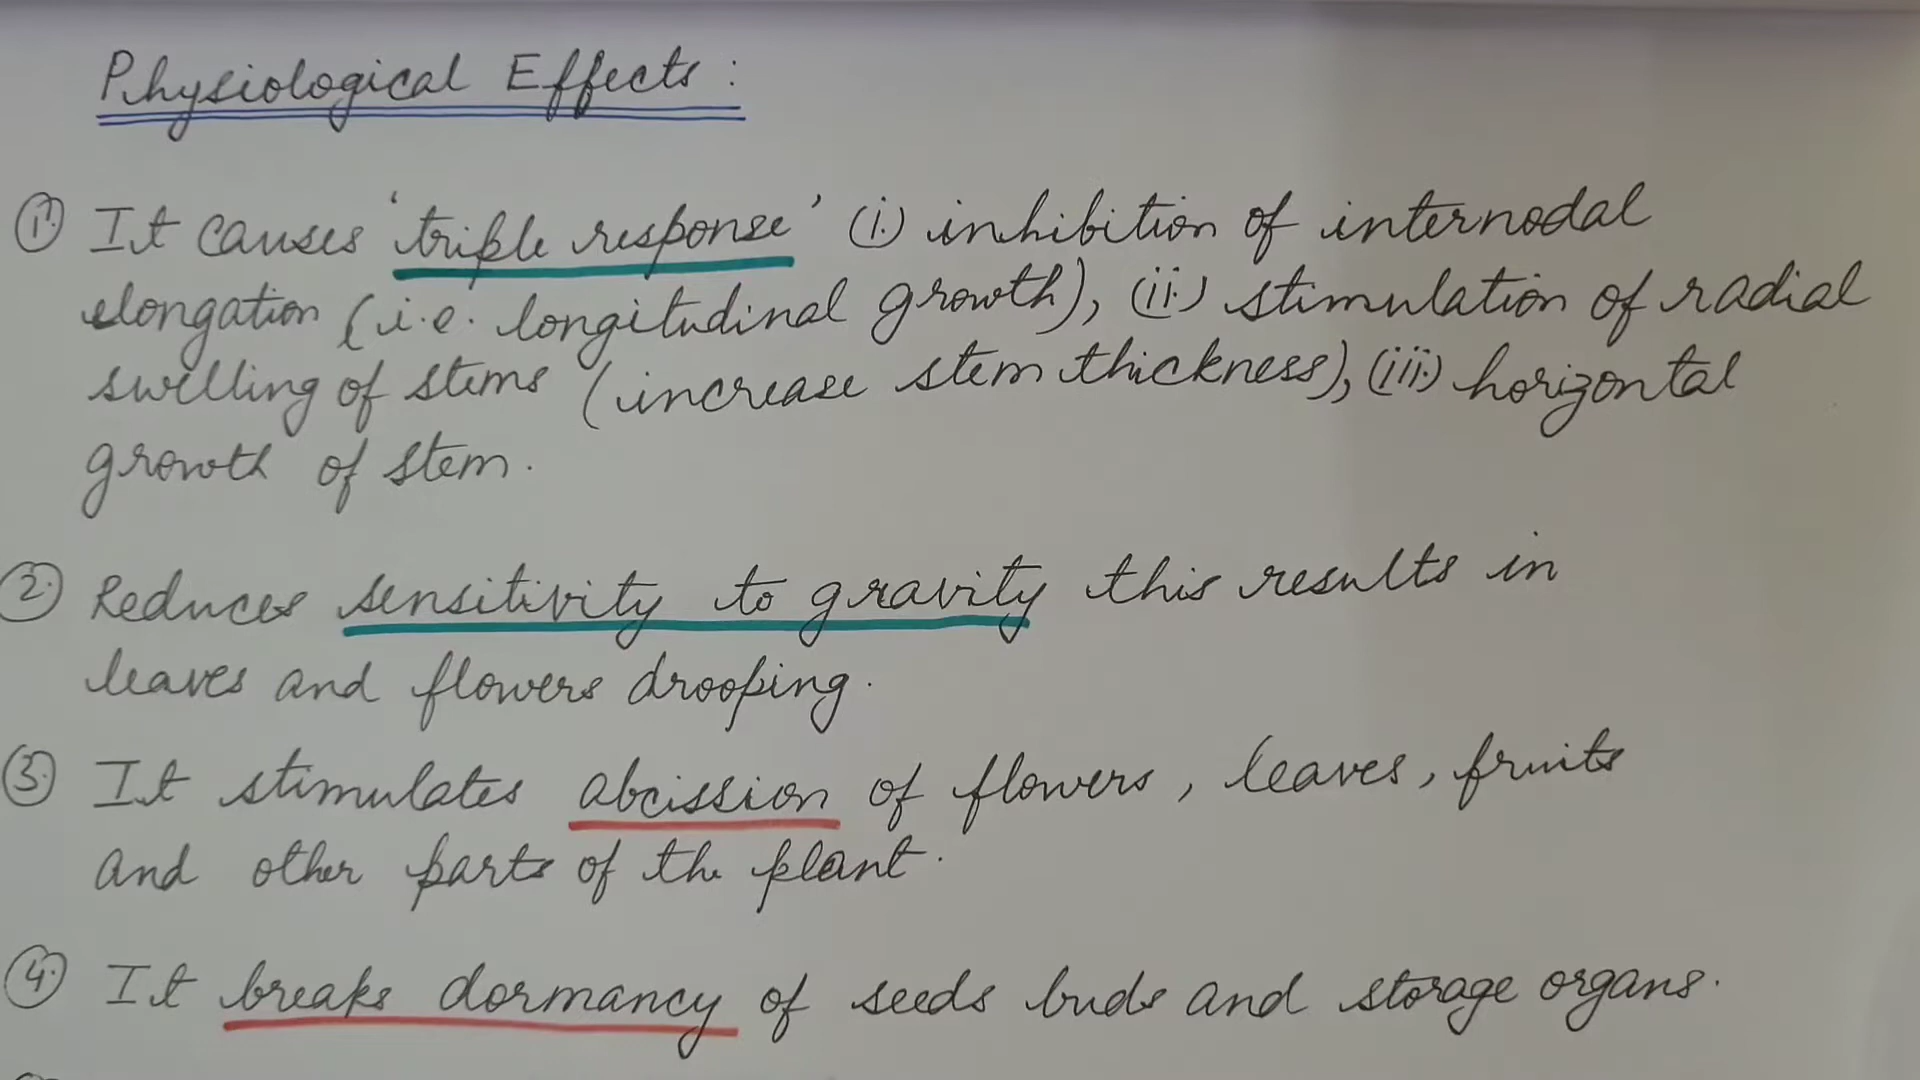 Physiological Effects :
① It causes 'triple response' (i.) inhibition of internodal
elongation (i.e. longitudinal growth), (ii.) stimulation of radial
swelling of stems (increase stem thickness), (iii.) horizontal
growth of stem.
② Reduces sensitivity to gravity this results in
leaves and flowers drooping.
③ It stimulates abcission of flowers, leaves, fruits
and other parts of the plant.
④ It breaks dormancy of seeds buds and storage organs.